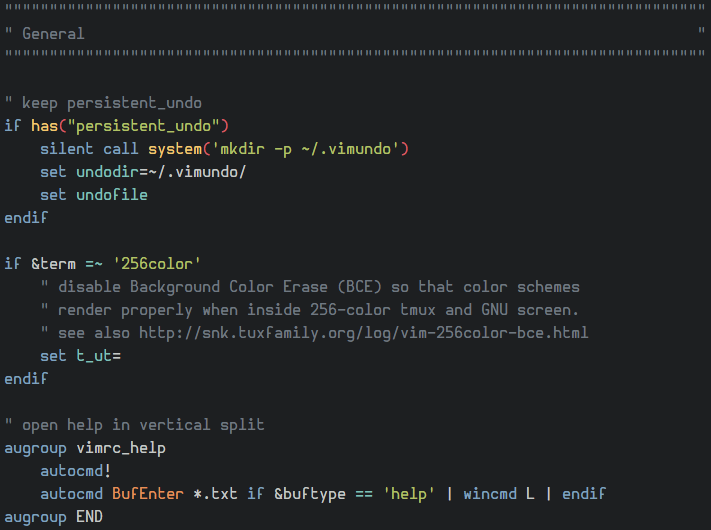 """"""""""""""""""""""""""""""""""""""""""""""""""""""""""""""""""""""""""""""
" General                                                                    "
""""""""""""""""""""""""""""""""""""""""""""""""""""""""""""""""""""""""""""""
" keep persistent_undo
if has("persistent_undo")
    silent call system('mkdir -p ~/.vimundo')
    set undodir=~/.vimundo/
    set undofile
endif
if &term =~ '256color'
    " disable Background Color Erase (BCE) so that color schemes
    " render properly when inside 256-color tmux and GNU screen.
    " see also http://snk.tuxfamily.org/log/vim-256color-bce.html
    set t_ut=
endif
" open help in vertical split
augroup vimrc_help
    autocmd!
    autocmd BufEnter *.txt if &buftype == 'help' | wincmd L | endif
augroup END